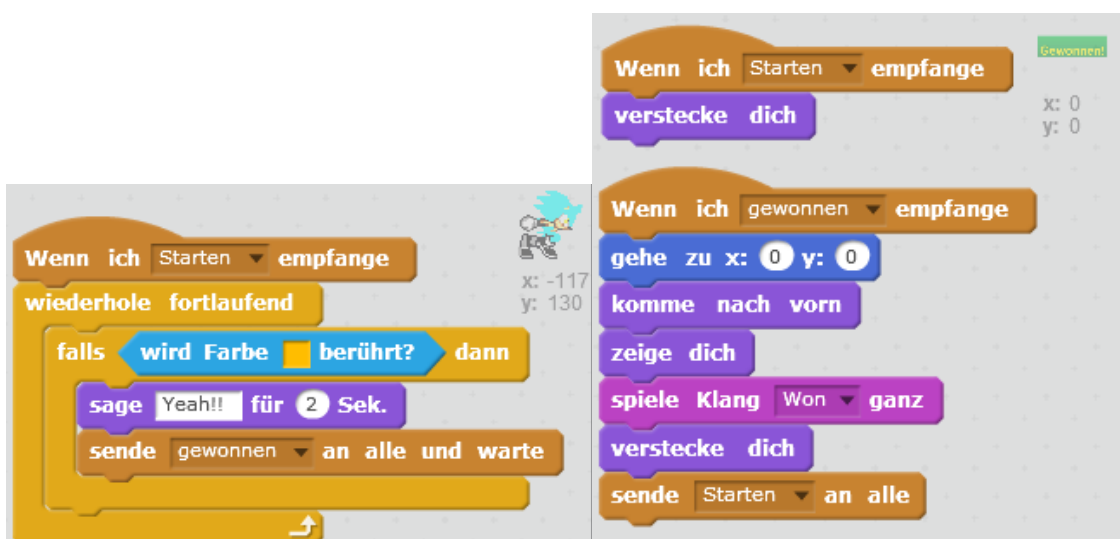 Wenn ich Starten empfange
wiederhole fortlaufend
falls wird Farbe berührt? dann
sage Yeah!! für 2 Sek.
sende gewonnen an alle und warte
x: -117
y: 130
Wenn ich Starten empfange
verstecke dich
Gewonnen!
x: 0
y: 0
Wenn ich gewonnen empfange
gehe zu x: 0 y: 0
komme nach vorn
zeige dich
spiele Klang Won ganz
verstecke dich
sende Starten an alle